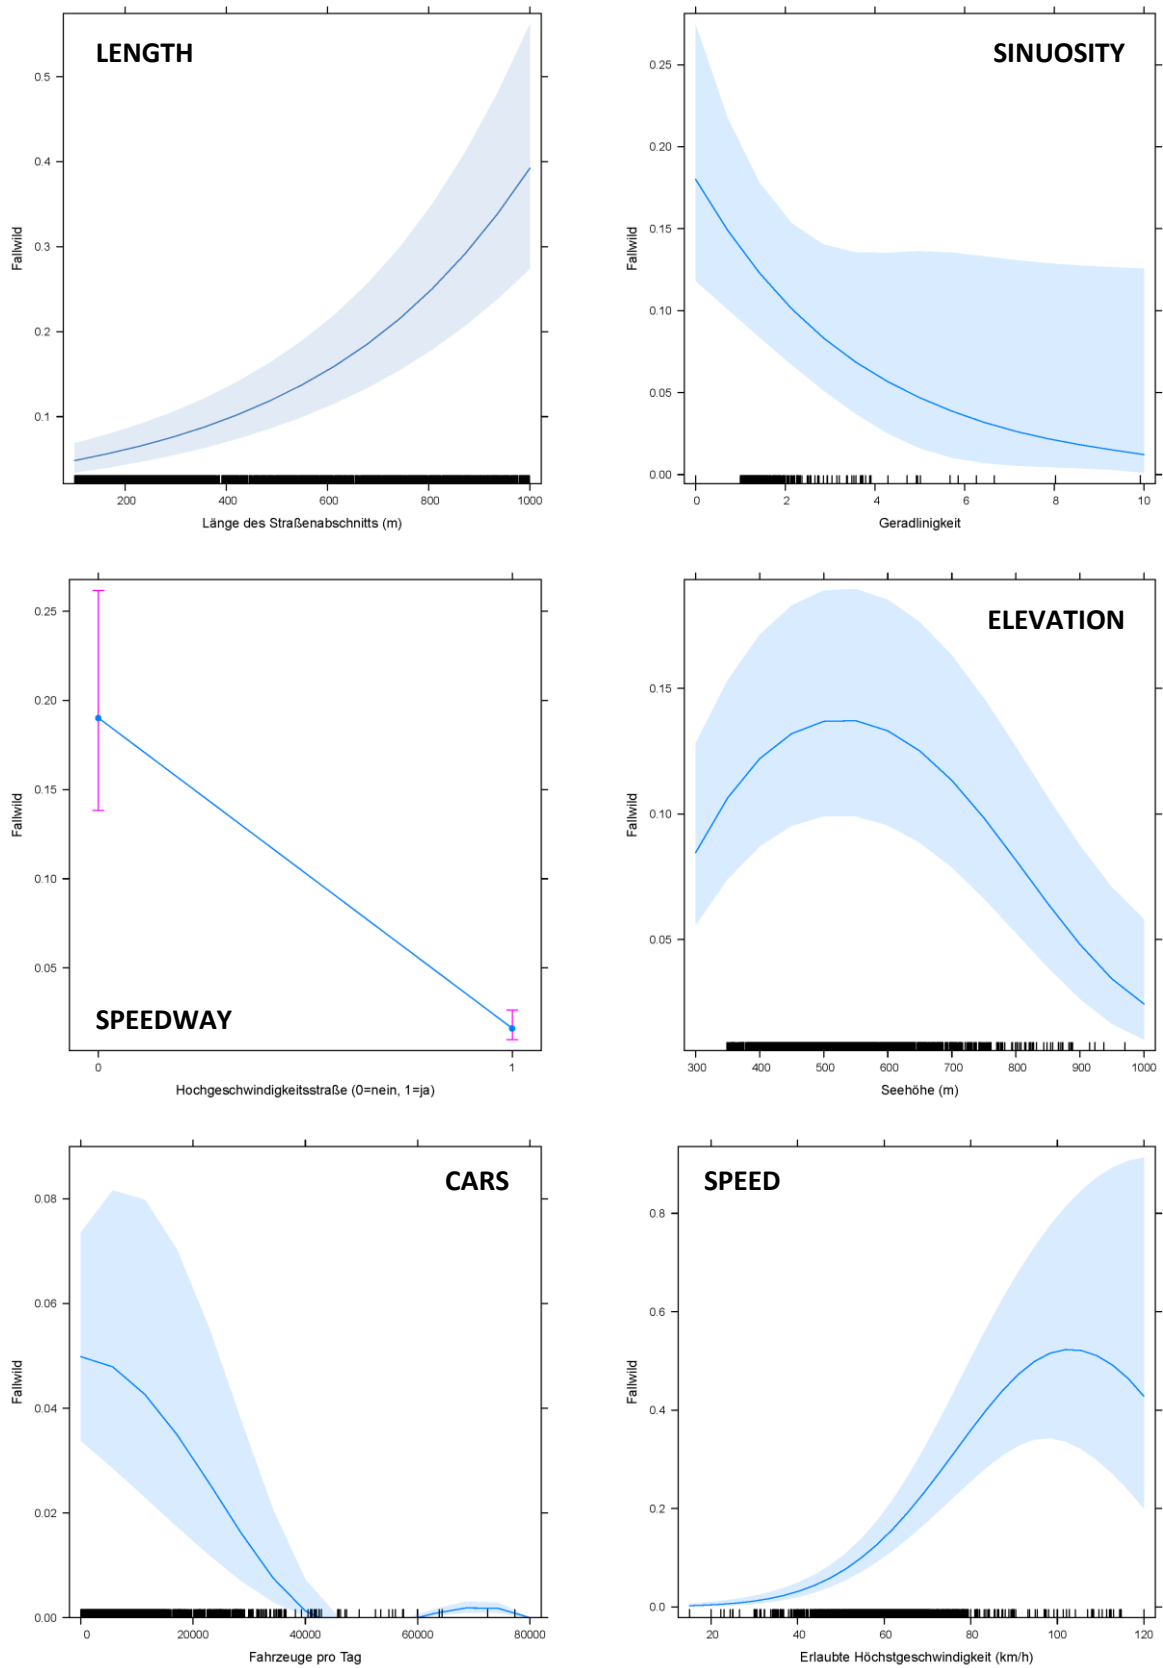 LENGTH
0.5
0.4
0.3
0.2
0.1
Fallwild
200 400 600 800 1000
Länge des Straßenabschnitts (m)
SINUOSITY
0.25
0.20
0.15
0.10
0.05
0.00
Fallwild
0 2 4 6 8 10
Geradlinigkeit
0.25
0.20
0.15
0.10
0.05
Fallwild
SPEEDWAY
0 1
Hochgeschwindigkeitsstraße (0=nein, 1=ja)
ELEVATION
0.15
0.10
0.05
Fallwild
300 400 500 600 700 800 900 1000
Seehöhe (m)
CARS
0.08
0.06
0.04
0.02
0.00
Fallwild
0 20000 40000 60000 80000
Fahrzeuge pro Tag
SPEED
0.8
0.6
0.4
0.2
0.0
Fallwild
20 40 60 80 100 120
Erlaubte Höchstgeschwindigkeit (km/h)